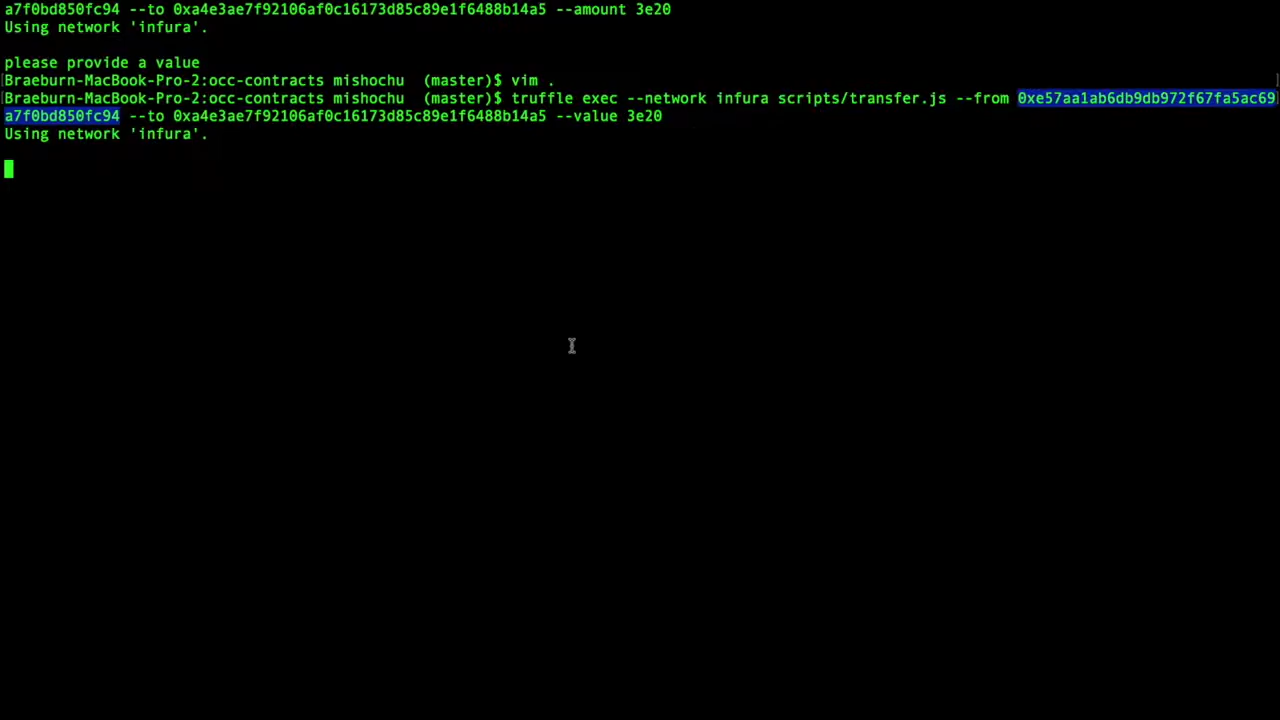 a7f0bd850fc94 --to 0xa4e3ae7f92106af0c16173d85c89e1f6488b14a5 --amount 3e20
Using network 'infura'.
please provide a value
Braeburn-MacBook-Pro-2:occ-contracts mishochu  (master)$ vim .
Braeburn-MacBook-Pro-2:occ-contracts mishochu  (master)$ truffle exec --network infura scripts/transfer.js --from 0xe57aa1ab6db9db972f67fa5ac69
a7f0bd850fc94 --to 0xa4e3ae7f92106af0c16173d85c89e1f6488b14a5 --value 3e20
Using network 'infura'.